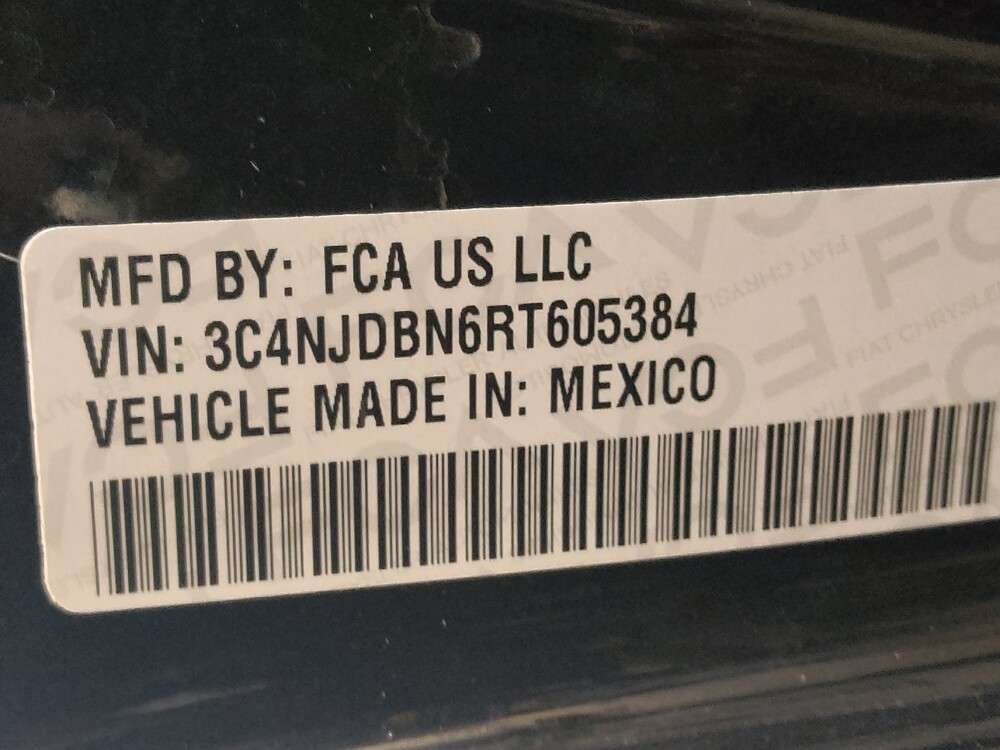 MFD BY: FCA US LLC
VIN: 3C4NJDBN6RT605384
VEHICLE MADE IN: MEXICO